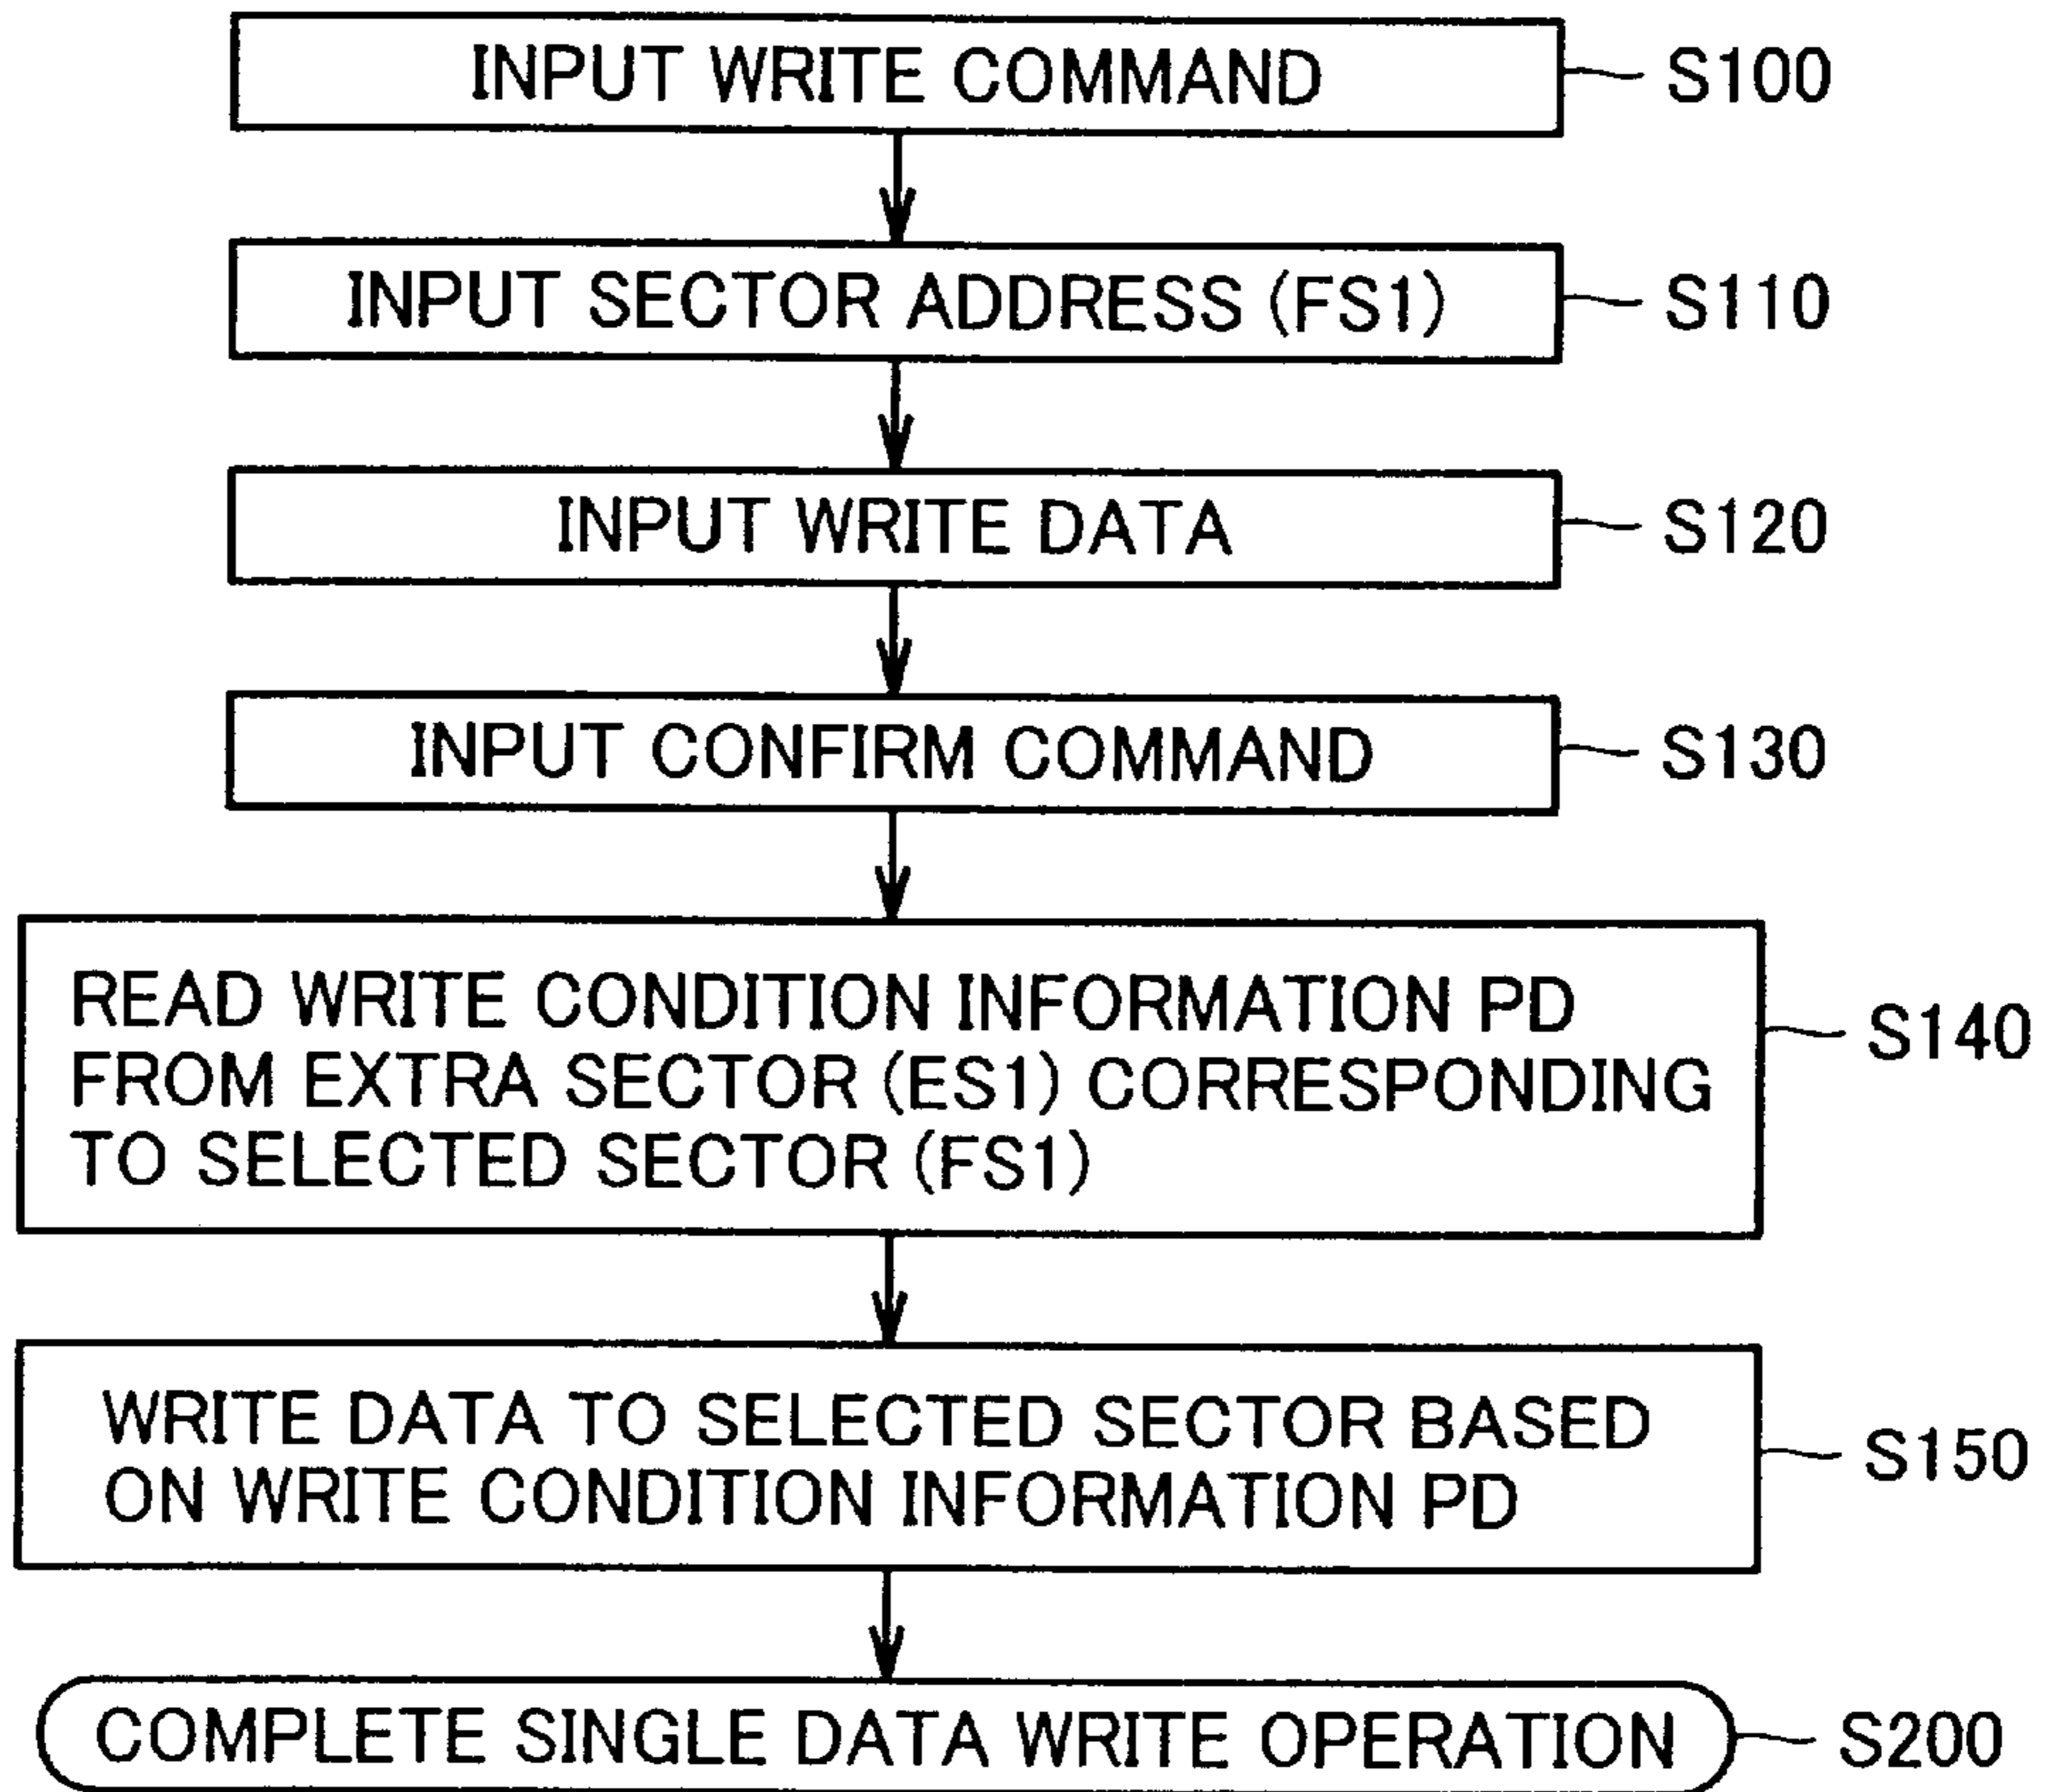 INPUT WRITE COMMAND
S100
INPUT SECTOR ADDRESS (FS1)
S110
INPUT WRITE DATA
S120
INPUT CONFIRM COMMAND
S130
READ WRITE CONDITION INFORMATION PD
FROM EXTRA SECTOR (ES1) CORRESPONDING
TO SELECTED SECTOR (FS1)
S140
WRITE DATA TO SELECTED SECTOR BASED
ON WRITE CONDITION INFORMATION PD
S150
COMPLETE SINGLE DATA WRITE OPERATION
S200